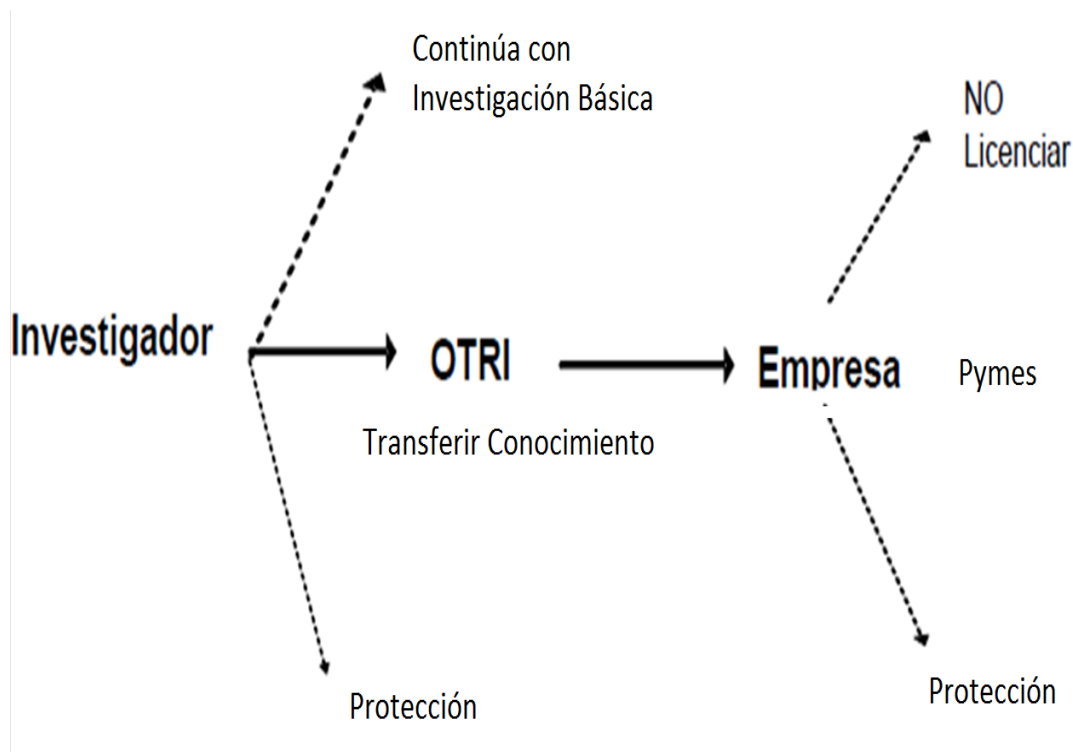 Continúa con
Investigación Básica
NO
Licenciar
Investigador
OTRI
Empresa
Pymes
Transferir Conocimiento
Protección
Protección